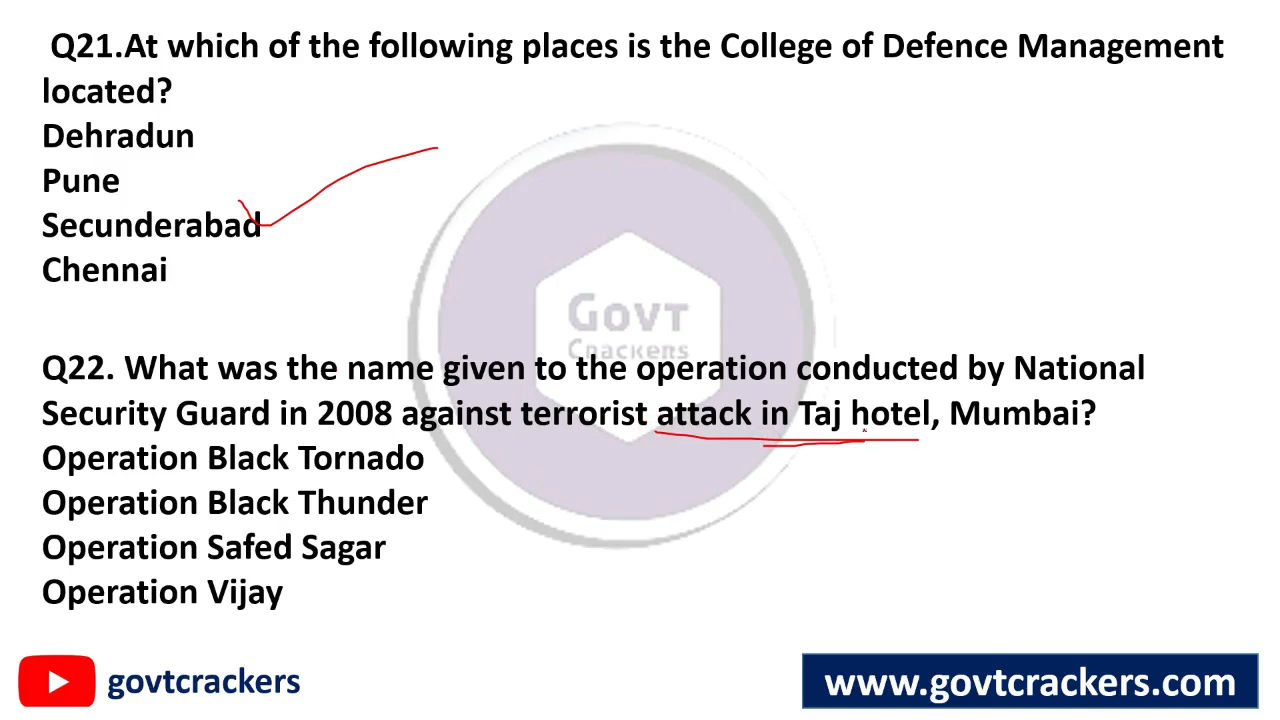 Q21.At which of the following places is the College of Defence Management
located?
Dehradun
Pune
Secunderabad
Chennai
Govt
Crackers
Q22. What was the name given to the operation conducted by National
Security Guard in 2008 against terrorist attack in Taj hotel, Mumbai?
Operation Black Tornado
Operation Black Thunder
Operation Safed Sagar
Operation Vijay
govtcrackers
www.govtcrackers.com